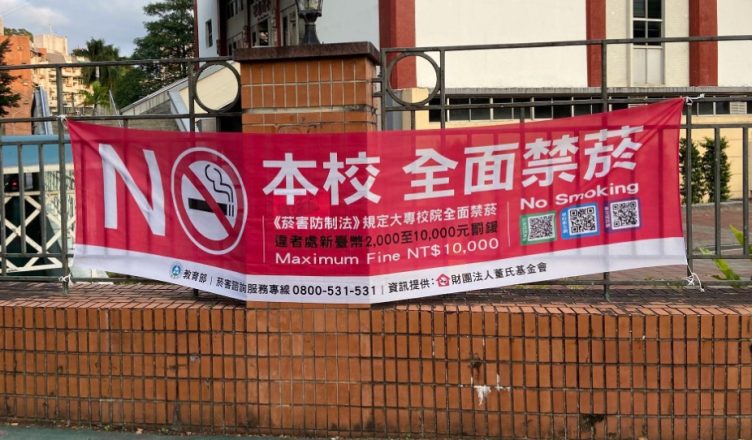 NO
本校 全面禁菸
No Smoking
《菸害防制法》規定大專校院全面禁菸
違者處新臺幣2,000至10,000元罰鍰
Maximum Fine NT$10,000
教育部 | 菸害諮詢服務專線 0800-531-531 | 資訊提供：財團法人董氏基金會